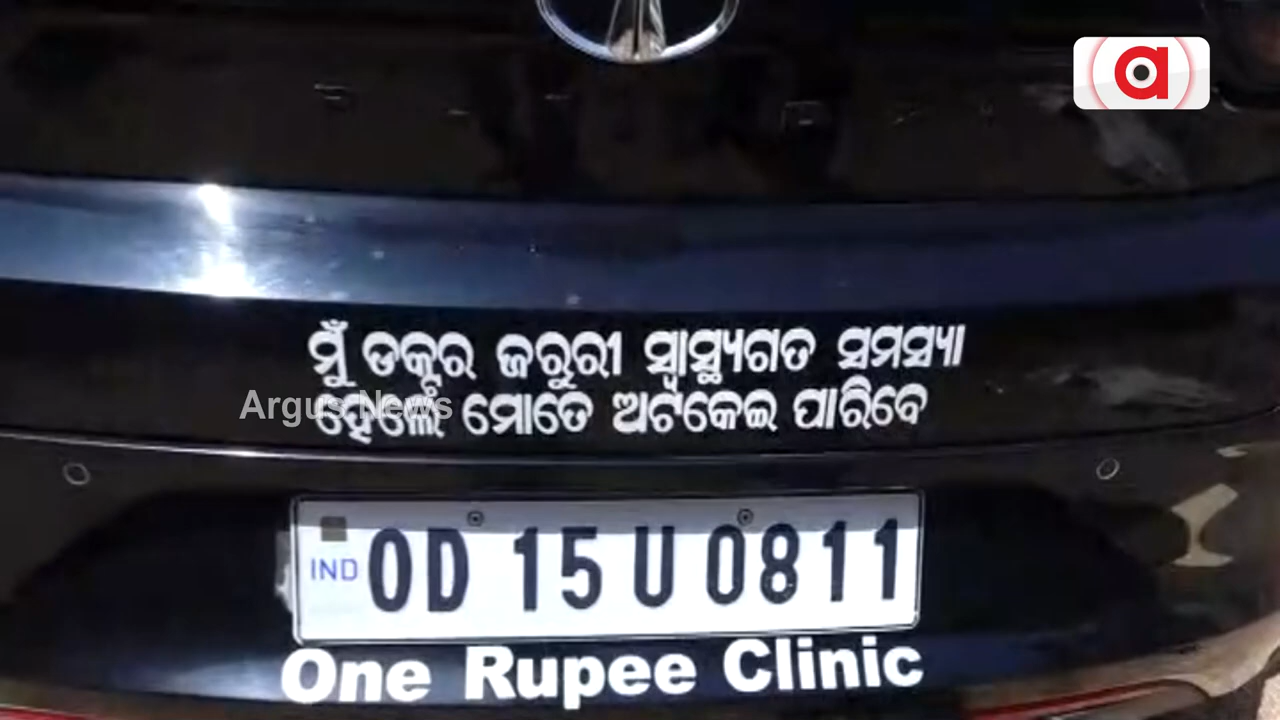 a
ମୁଁ ଡକ୍ଟର ଜରୁରୀ ସ୍ୱାସ୍ଥ୍ୟଗତ ସମସ୍ୟା
ହେଲେ ମୋତେ ଅଟକେଇ ପାରିବେ
Argus News
IND OD 15 U 0811
One Rupee Clinic